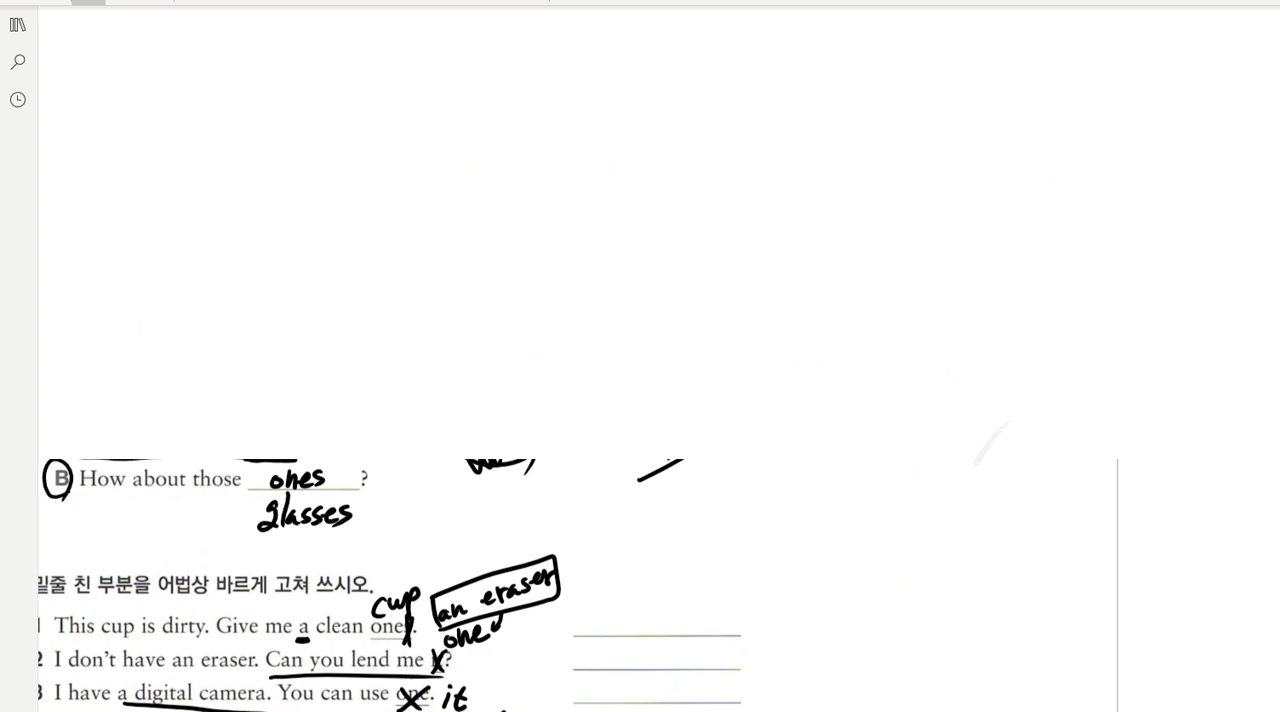 B How about those ones ?
glasses
밑줄 친 부분을 어법상 바르게 고쳐 쓰시오.
cup an eraser
1 This cup is dirty. Give me a clean ones.
one
2 I don't have an eraser. Can you lend me ?
3 I have a digital camera. You can use one. it